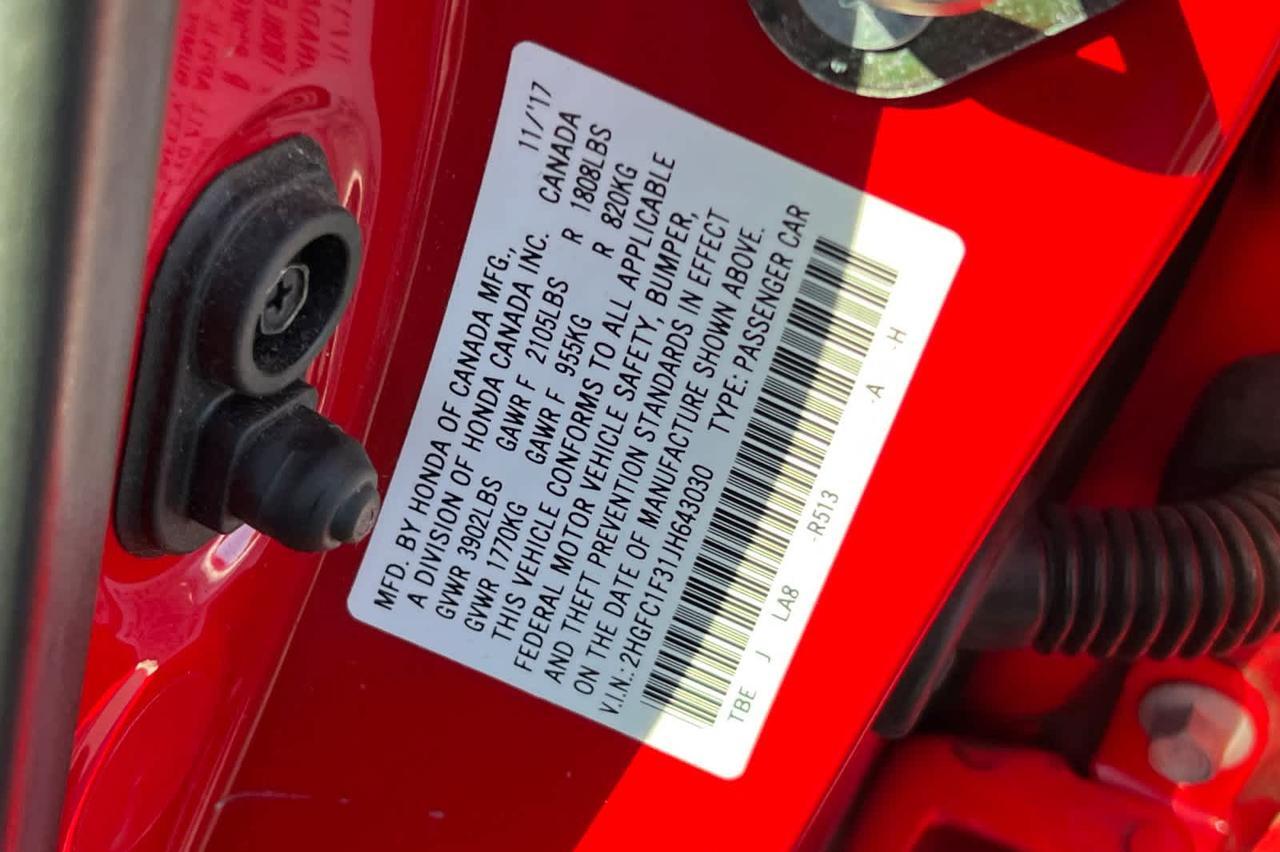 MFD. BY HONDA OF CANADA MFG., 11/'17
A DIVISION OF HONDA CANADA INC. CANADA
GVWR 3902LBS GAWR F 2105LBS R 1808LBS
GVWR 1770KG GAWR F 955KG R 820KG
THIS VEHICLE CONFORMS TO ALL APPLICABLE
FEDERAL MOTOR VEHICLE SAFETY, BUMPER,
AND THEFT PREVENTION STANDARDS IN EFFECT
ON THE DATE OF MANUFACTURE SHOWN ABOVE.
V.I.N.: 2HGFC1F31JH643030 TYPE: PASSENGER CAR
TBE J LA8 -R513 -A -H